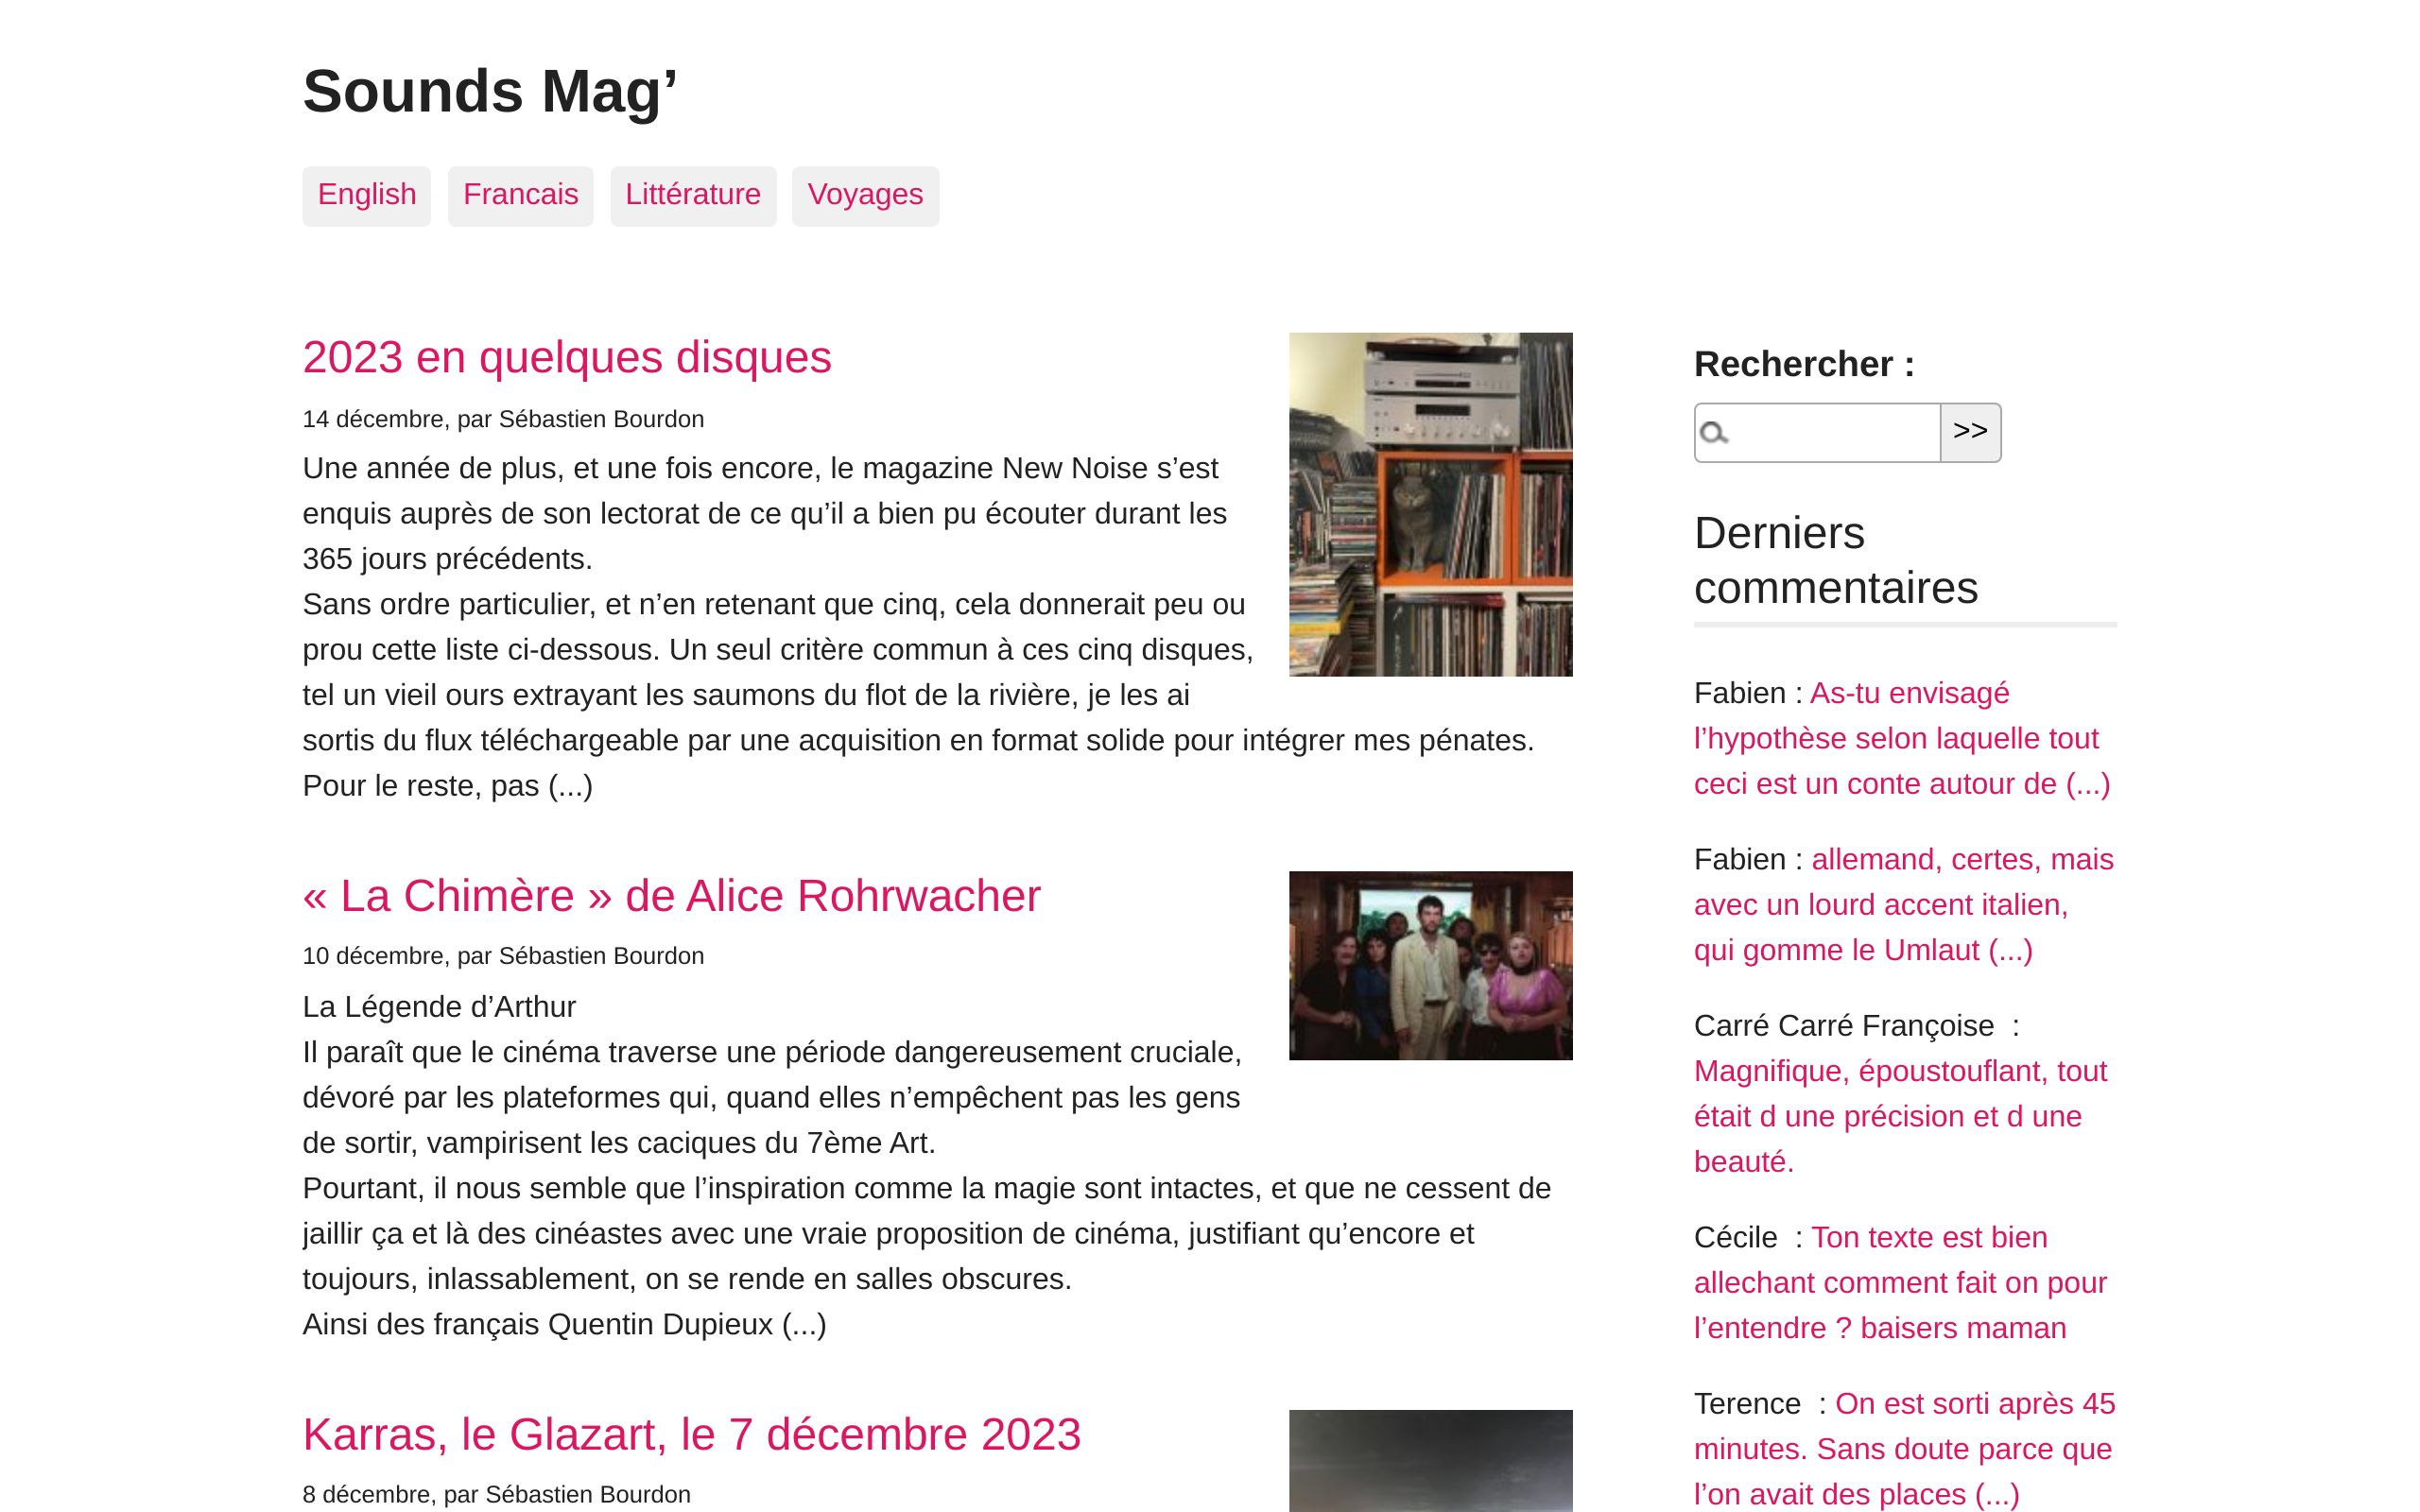 Sounds Mag’
English Francais Littérature Voyages
2023 en quelques disques
14 décembre, par Sébastien Bourdon
Une année de plus, et une fois encore, le magazine New Noise s’est
enquis auprès de son lectorat de ce qu’il a bien pu écouter durant les
365 jours précédents.
Sans ordre particulier, et n’en retenant que cinq, cela donnerait peu ou
prou cette liste ci-dessous. Un seul critère commun à ces cinq disques,
tel un vieil ours extrayant les saumons du flot de la rivière, je les ai
sortis du flux téléchargeable par une acquisition en format solide pour intégrer mes pénates.
Pour le reste, pas (...)
« La Chimère » de Alice Rohrwacher
10 décembre, par Sébastien Bourdon
La Légende d’Arthur
Il paraît que le cinéma traverse une période dangereusement cruciale,
dévoré par les plateformes qui, quand elles n’empêchent pas les gens
de sortir, vampirisent les caciques du 7ème Art.
Pourtant, il nous semble que l’inspiration comme la magie sont intactes, et que ne cessent de
jaillir ça et là des cinéastes avec une vraie proposition de cinéma, justifiant qu’encore et
toujours, inlassablement, on se rende en salles obscures.
Ainsi des français Quentin Dupieux (...)
Karras, le Glazart, le 7 décembre 2023
8 décembre, par Sébastien Bourdon
Rechercher :
>>
Derniers
commentaires
Fabien : As-tu envisagé
l’hypothèse selon laquelle tout
ceci est un conte autour de (...)
Fabien : allemand, certes, mais
avec un lourd accent italien,
qui gomme le Umlaut (...)
Carré Carré Françoise  :
Magnifique, époustouflant, tout
était d une précision et d une
beauté.
Cécile  : Ton texte est bien
allechant comment fait on pour
l’entendre ? baisers maman
Terence  : On est sorti après 45
minutes. Sans doute parce que
l’on avait des places (...)